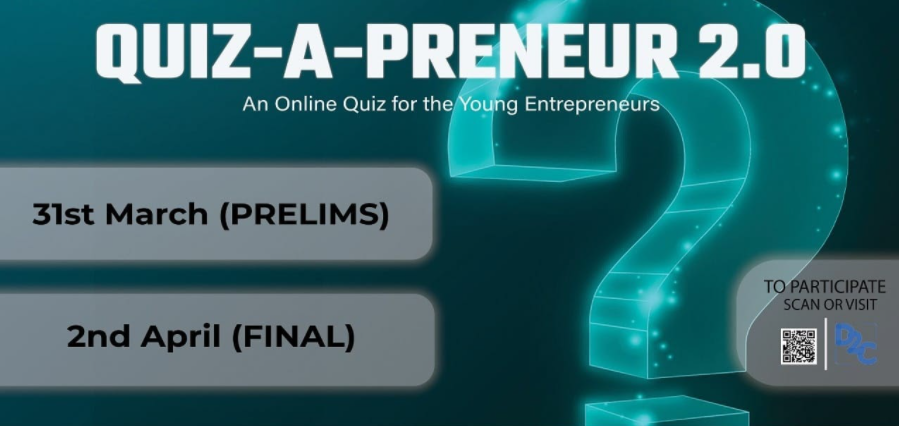 QUIZ-A-PRENEUR 2.0
An Online Quiz for the Young Entrepreneurs
31st March (PRELIMS)
2nd April (FINAL)
TO PARTICIPATE
SCAN OR VISIT
D2C